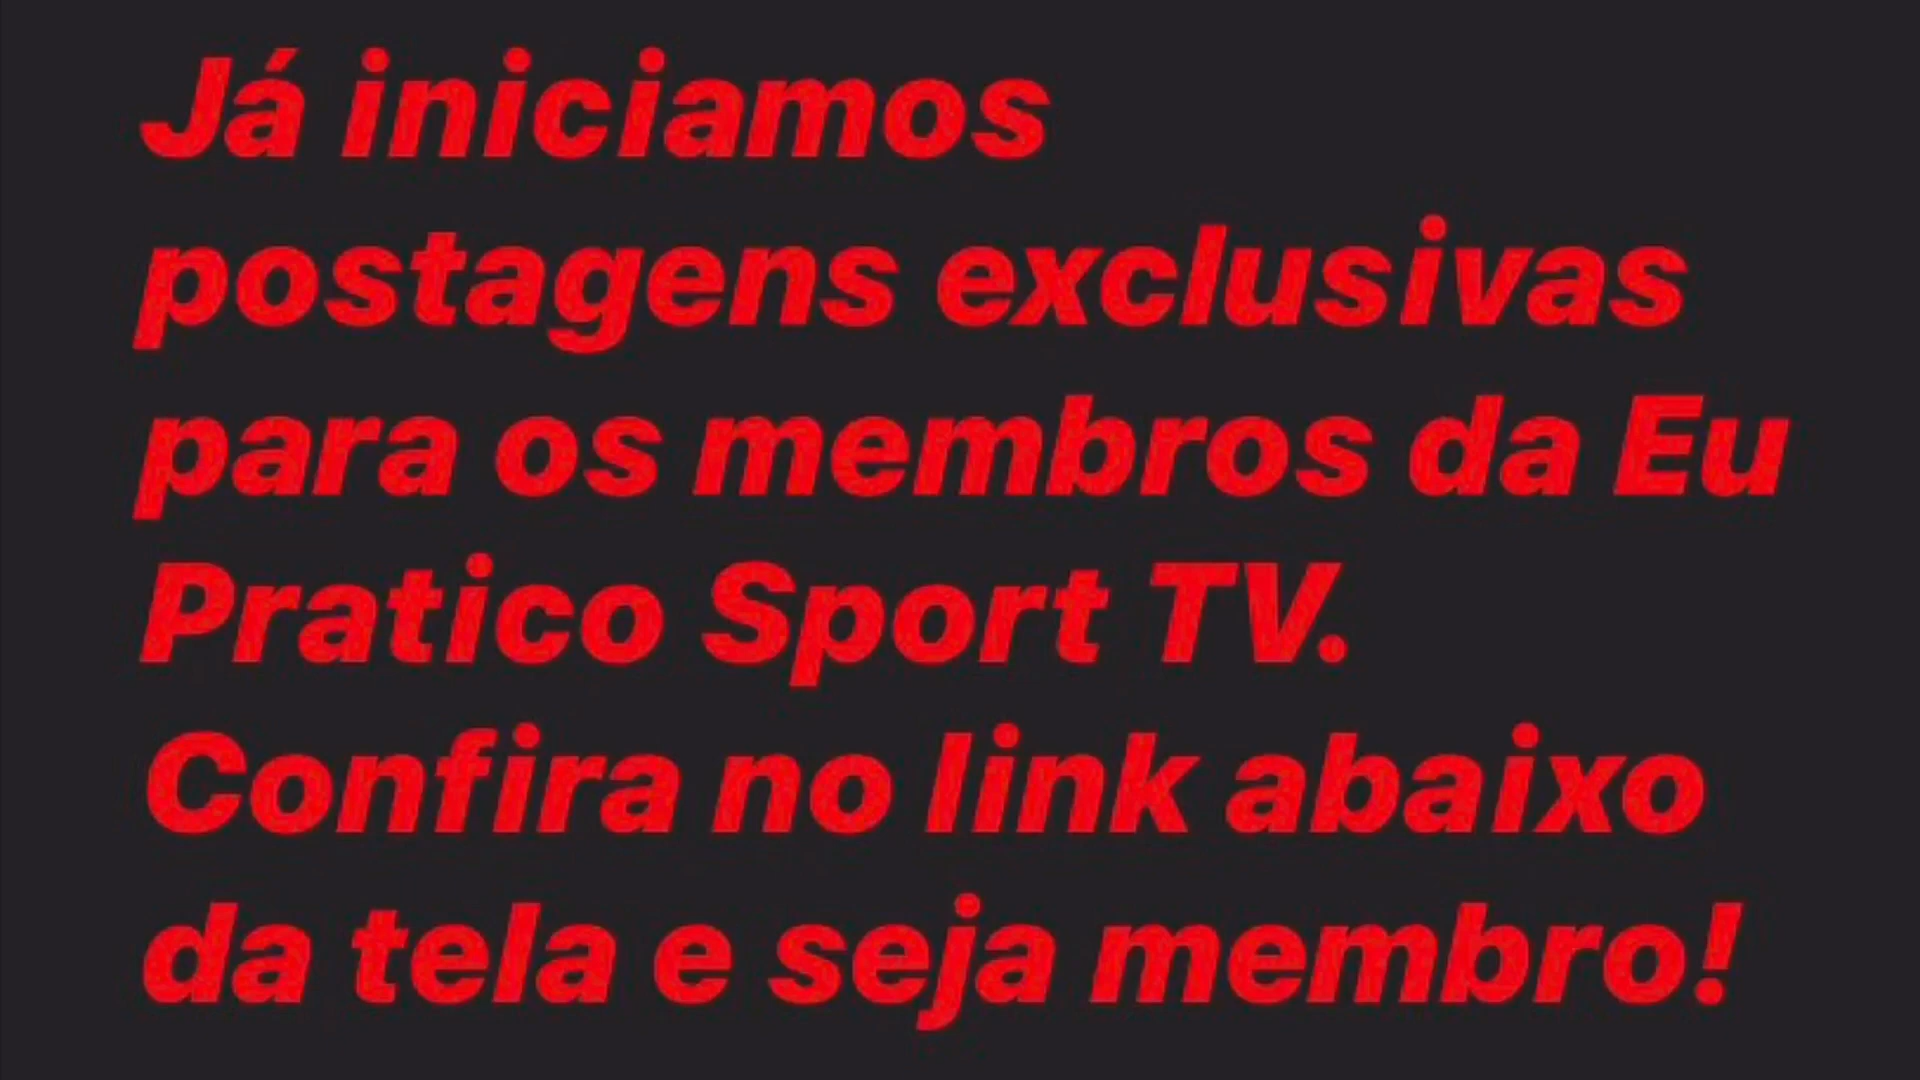 Já iniciamos
postagens exclusivas
para os membros da Eu
Pratico Sport TV.
Confira no link abaixo
da tela e seja membro!